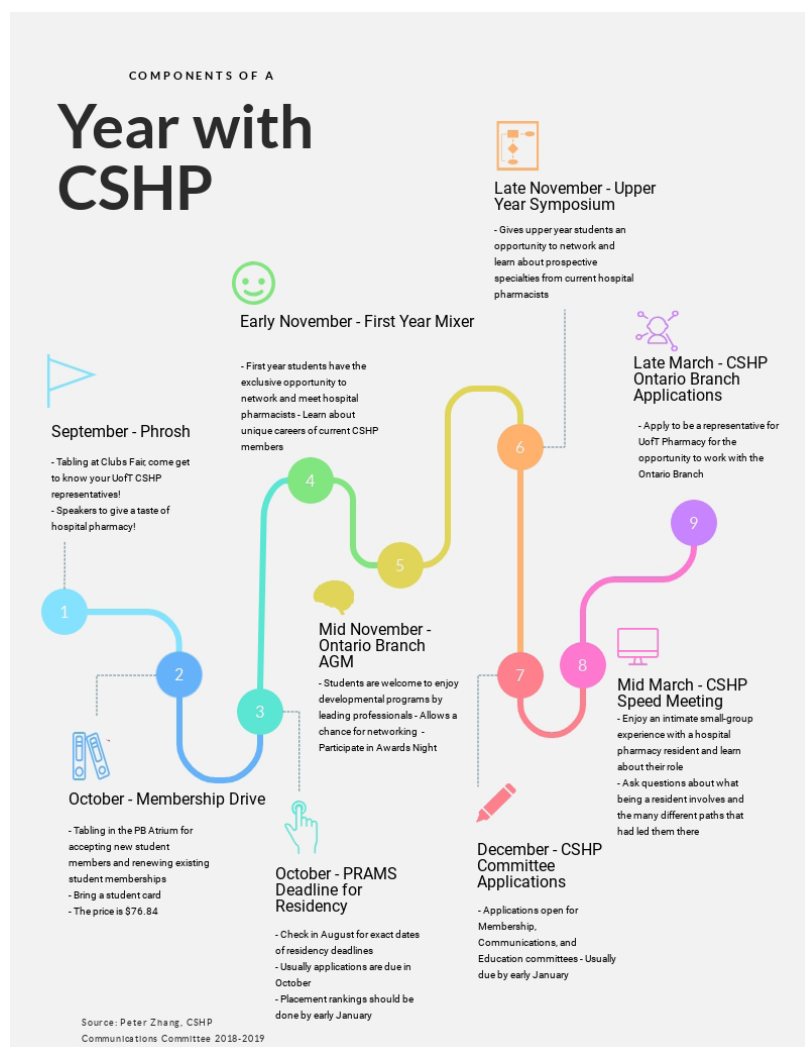 COMPONENTS OF A
Year with
CSHP
September - Phrosh
- Tabling at Clubs Fair, come get
to know your UofT CSHP
representatives!
- Speakers to give a taste of
hospital pharmacy!
1
2
October - Membership Drive
- Tabling in the PB Atrium for
accepting new student
members and renewing existing
student memberships
- Bring a student card
- The price is $76.84
3
October - PRAMS
Deadline for
Residency
- Check in August for exact dates
of residency deadlines
- Usually applications are due in
October
- Placement rankings should be
done by early January
Early November - First Year Mixer
- First year students have the
exclusive opportunity to
network and meet hospital
pharmacists - Learn about
unique careers of current CSHP
members
4
5
Mid November -
Ontario Branch
AGM
- Students are welcome to enjoy
developmental programs by
leading professionals - Allows a
chance for networking -
Participate in Awards Night
Late November - Upper
Year Symposium
- Gives upper year students an
opportunity to network and
learn about prospective
specialties from current hospital
pharmacists
6
7
December - CSHP
Committee
Applications
- Applications open for
Membership,
Communications, and
Education committees - Usually
due by early January
8
Mid March - CSHP
Speed Meeting
- Enjoy an intimate small-group
experience with a hospital
pharmacy resident and learn
about their role
- Ask questions about what
being a resident involves and
the many different paths that
had led them there
Late March - CSHP
Ontario Branch
Applications
- Apply to be a representative for
UofT Pharmacy for the
opportunity to work with the
Ontario Branch
9
Source: Peter Zhang, CSHP
Communications Committee 2018-2019